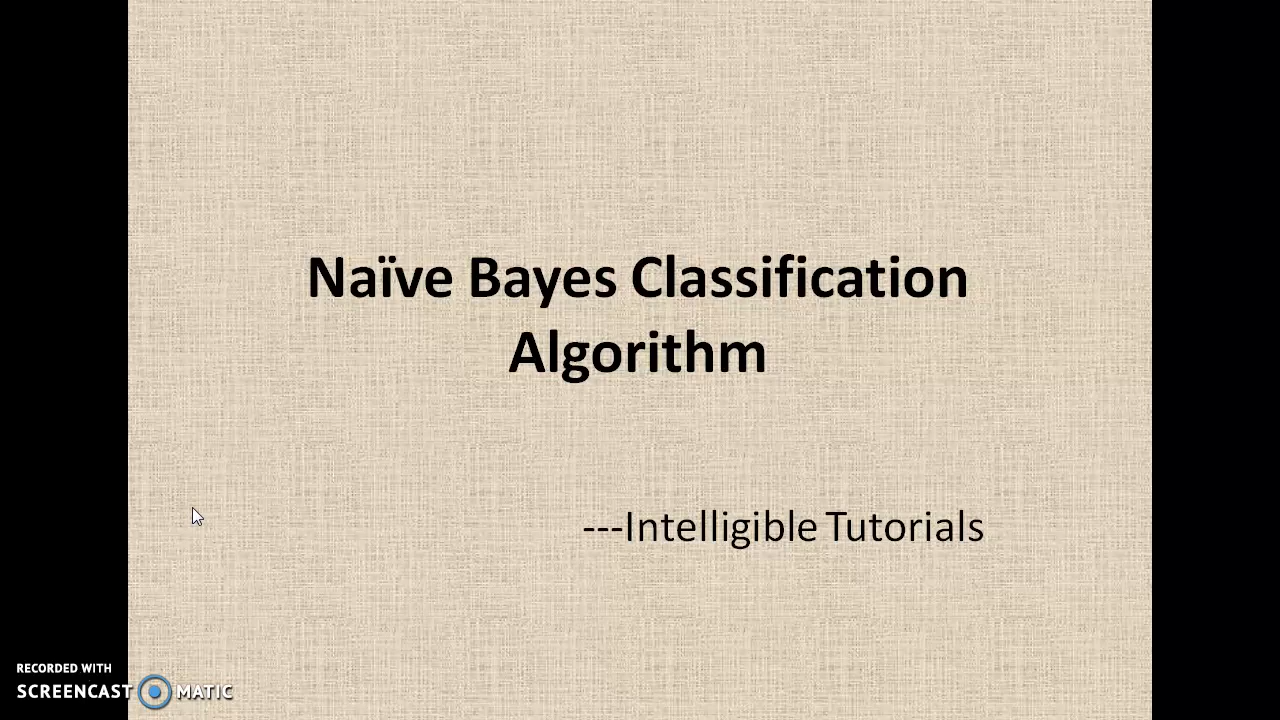 Naïve Bayes Classification
Algorithm
---Intelligible Tutorials
RECORDED WITH
SCREENCAST MATIC